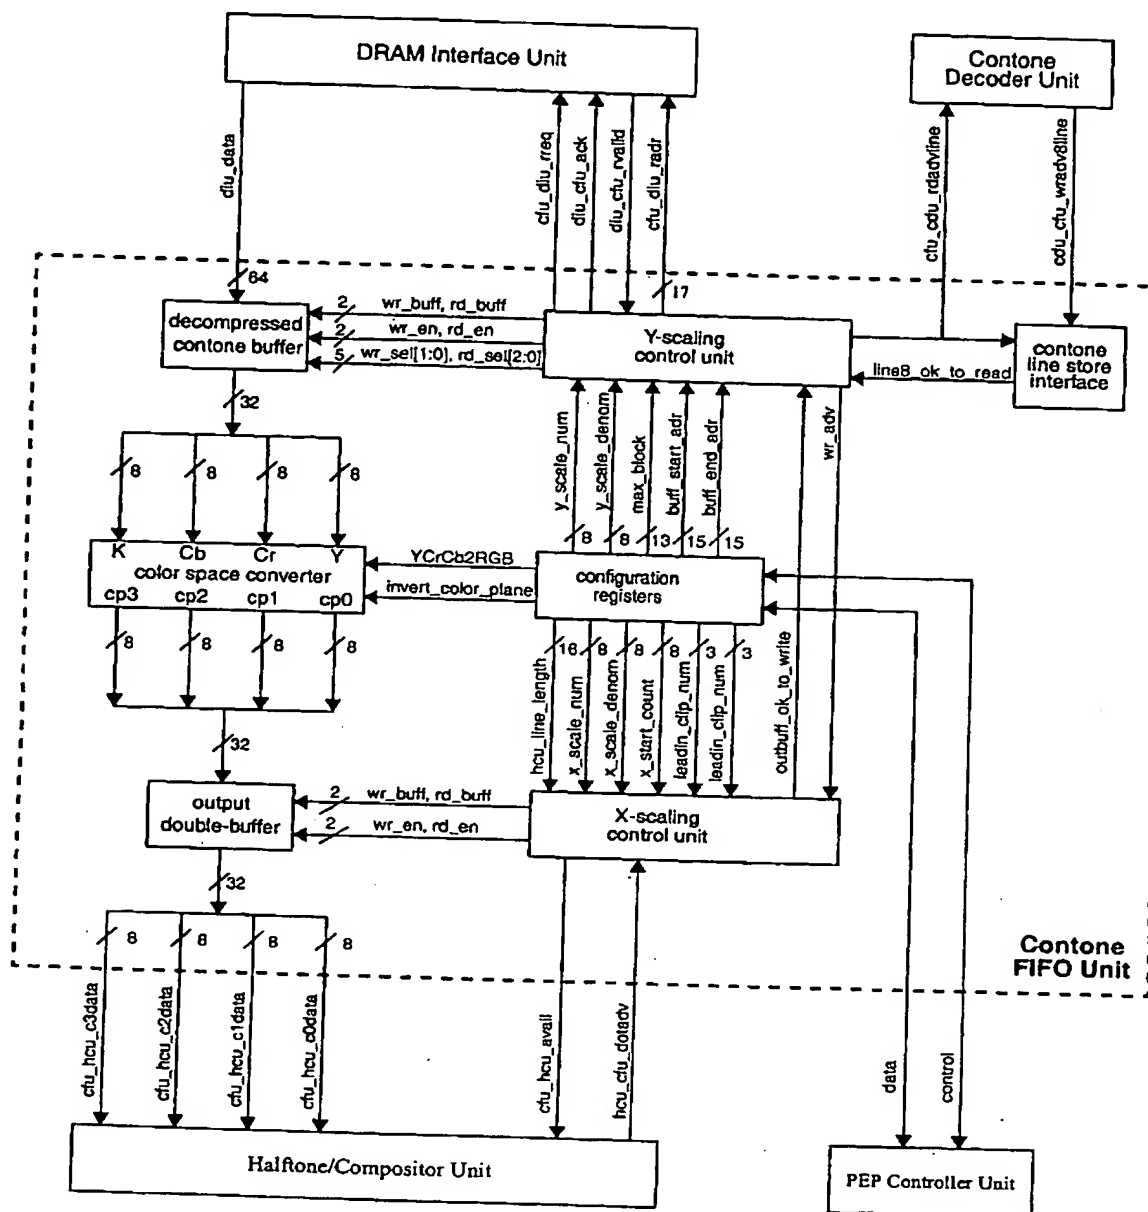 DRAM Interface Unit
Contone
Decoder Unit
diu_data
cfu_diu_rreq
diu_cfu_ack
diu_cfu_rvalid
cfu_diu_radr
cfu_cdu_rdadvline
cdu_cfu_wradv8line
64
17
decompressed
contone buffer
2
wr_buff, rd_buff
2
wr_en, rd_en
5
wr_sel[1:0], rd_sel[2:0]
Y-scaling
control unit
line8_ok_to_read
contone
line store
interface
32
8
8
8
8
y_scale_num
y_scale_denom
max_block
buff_start_adr
buff_end_adr
wr_adv
8
8
13
15
15
K
Cb
Cr
Y
color space converter
cp3
cp2
cp1
cp0
YCrCb2RGB
invert_color_plane
configuration
registers
8
8
8
8
16
8
8
8
3
3
hcu_line_length
x_scale_num
x_scale_denom
x_start_count
leadin_clip_num
leadin_clip_num
outbuff_ok_to_write
32
output
double-buffer
2
wr_buff, rd_buff
2
wr_en, rd_en
X-scaling
control unit
32
8
8
8
8
Contone
FIFO Unit
cfu_hcu_c3data
cfu_hcu_c2data
cfu_hcu_c1data
cfu_hcu_c0data
cfu_hcu_avail
hcu_cfu_dotadv
data
control
Halftone/Compositor Unit
PEP Controller Unit